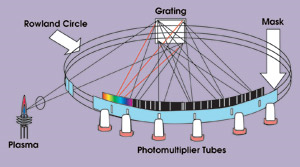 Grating
Rowland Circle
Mask
Plasma
Photomultiplier Tubes